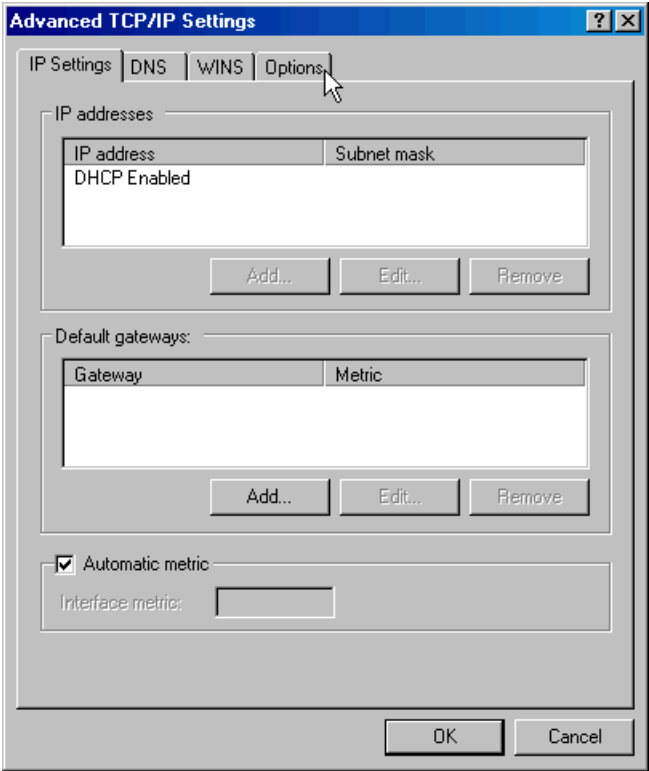 Advanced TCP/IP Settings
IP Settings DNS WINS Options
IP addresses
IP address Subnet mask
DHCP Enabled
Add... Edit... Remove
Default gateways:
Gateway Metric
Add... Edit... Remove
Automatic metric
Interface metric:
OK Cancel